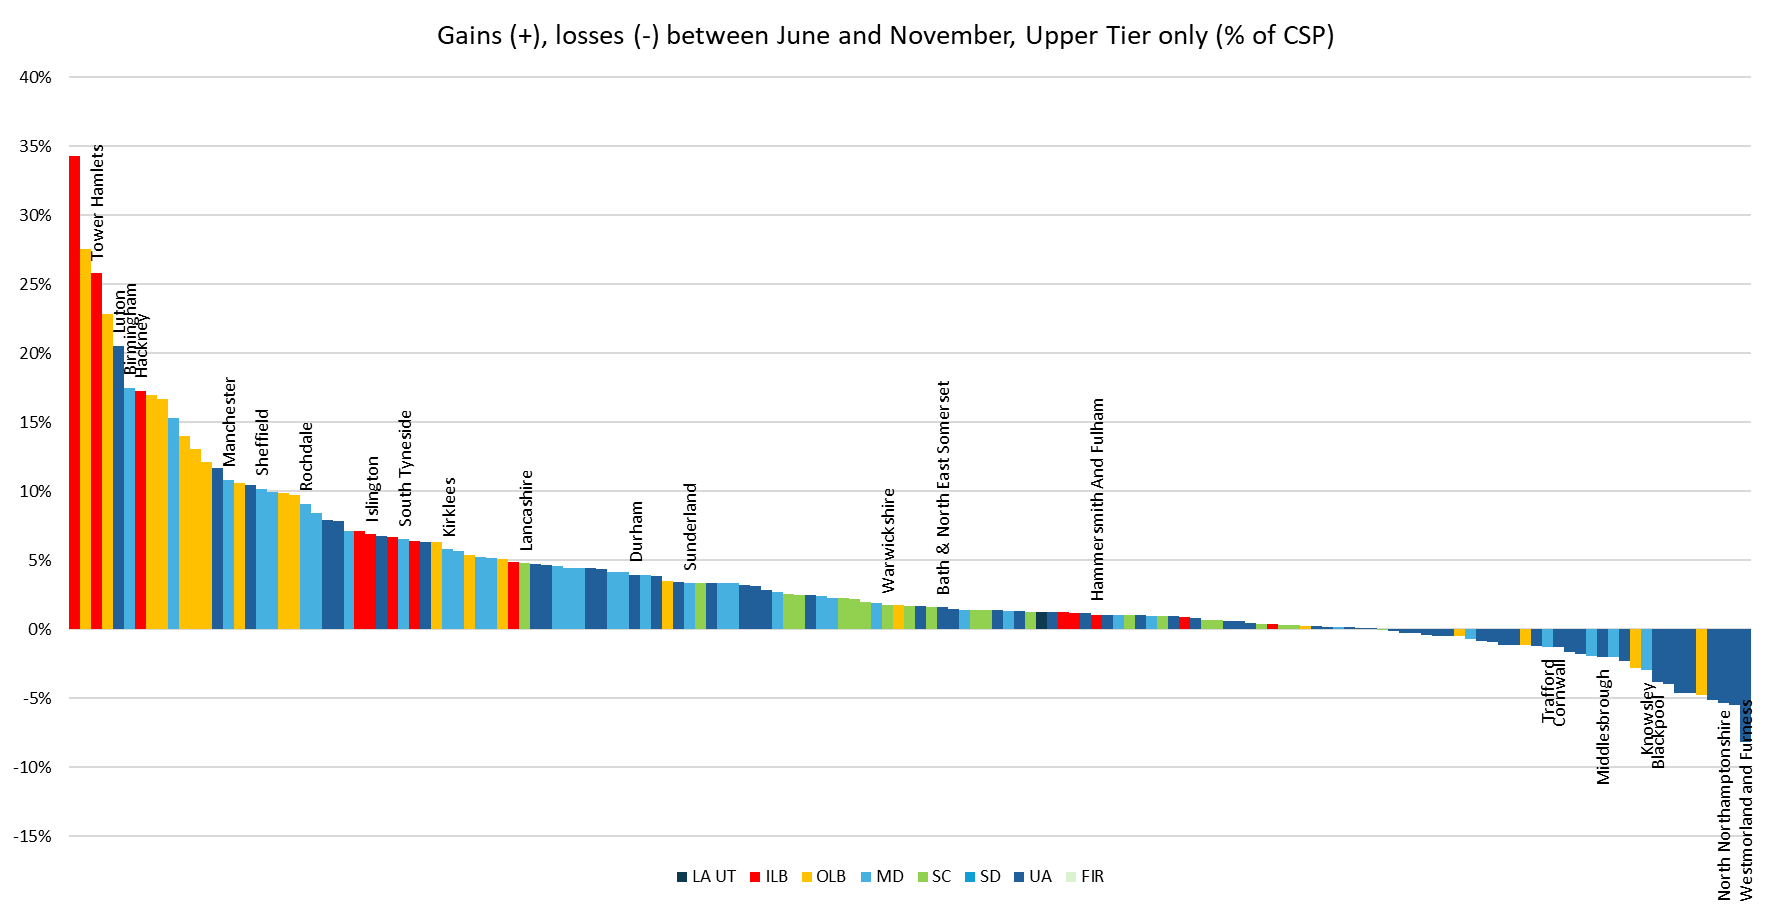 Gains (+), losses (-) between June and November, Upper Tier only (% of CSP)
40%
35%
30%
25%
20%
15%
10%
5%
0%
-5%
-10%
-15%
Tower Hamlets
Luton
Birmingham
Hackney
Manchester
Sheffield
Rochdale
Islington
South Tyneside
Kirklees
Lancashire
Durham
Sunderland
Warwickshire
Bath & North East Somerset
Hammersmith And Fulham
Trafford
Cornwall
Middlesbrough
Knowsley
Blackpool
North Northamptonshire
Westmorland and Furness
LA UT
ILB
OLB
MD
SC
SD
UA
FIR